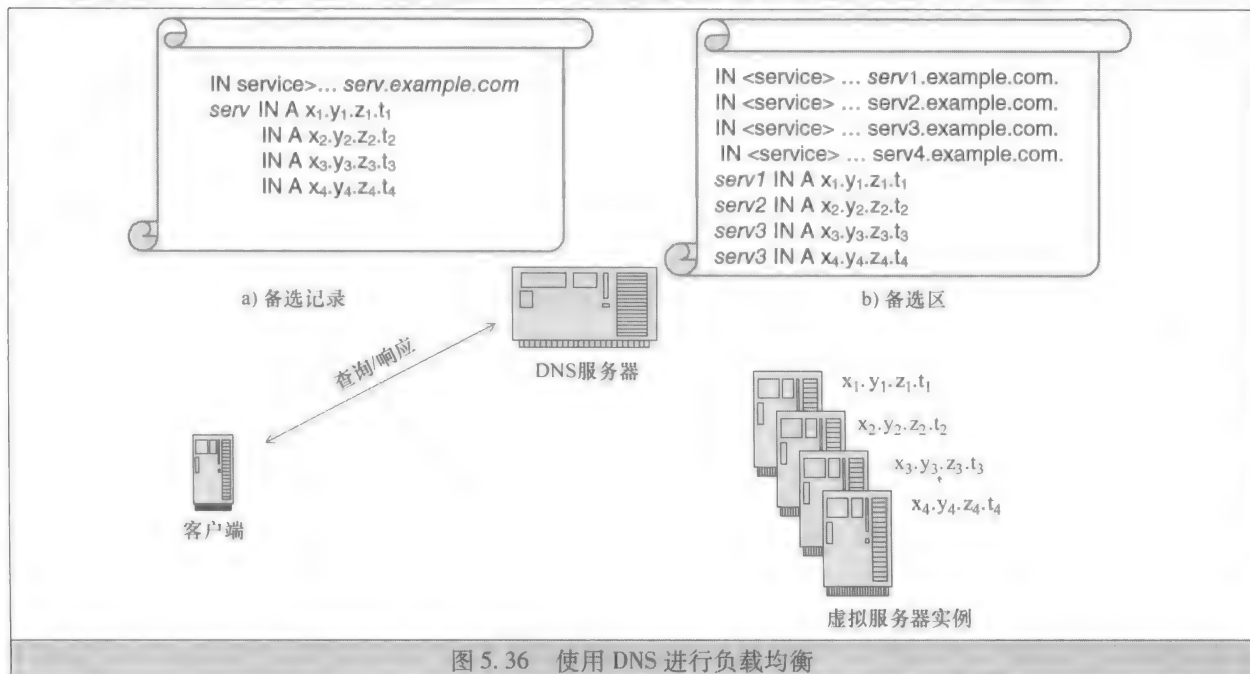 IN service>... serv.example.com
serv IN A x₁.y₁.z₁.t₁
IN A x₂.y₂.z₂.t₂
IN A x₃.y₃.z₃.t₃
IN A x₄.y₄.z₄.t₄
a) 备选记录
IN <service> ... serv1.example.com.
IN <service> ... serv2.example.com.
IN <service> ... serv3.example.com.
IN <service> ... serv4.example.com.
serv1 IN A x₁.y₁.z₁.t₁
serv2 IN A x₂.y₂.z₂.t₂
serv3 IN A x₃.y₃.z₃.t₃
serv3 IN A x₄.y₄.z₄.t₄
b) 备选区
查询/响应
DNS服务器
客户端
x₁.y₁.z₁.t₁
x₂.y₂.z₂.t₂
x₃.y₃.z₃.t₃
x₄.y₄.z₄.t₄
虚拟服务器实例
图 5.36 使用 DNS 进行负载均衡